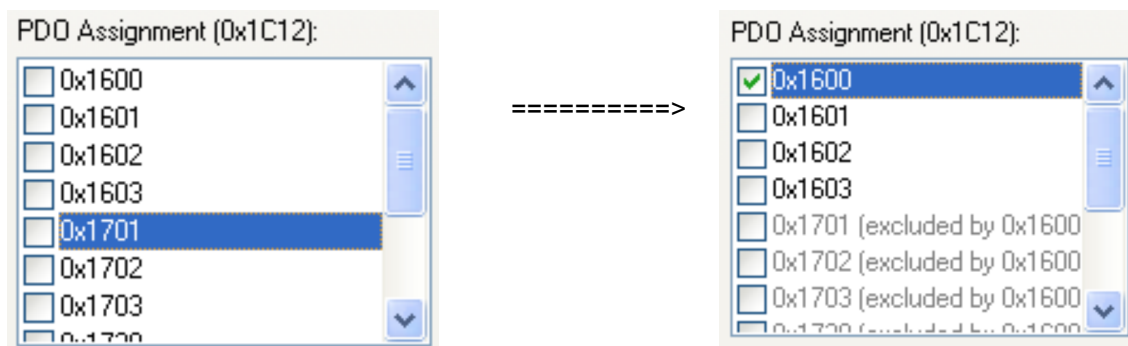 PDO Assignment (0x1C12):
0x1600
0x1601
0x1602
0x1603
0x1701
0x1702
0x1703
==========>
PDO Assignment (0x1C12):
0x1600
0x1601
0x1602
0x1603
0x1701 (excluded by 0x1600
0x1702 (excluded by 0x1600
0x1703 (excluded by 0x1600